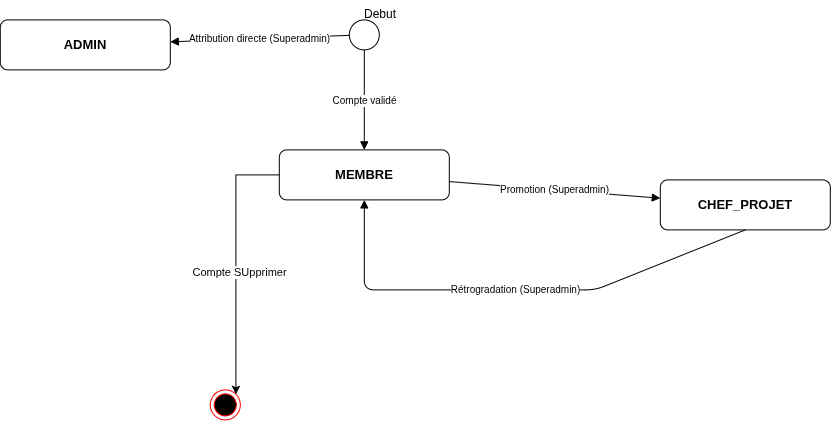 Debut
ADMIN
Attribution directe (Superadmin)
Compte validé
MEMBRE
Promotion (Superadmin)
CHEF_PROJET
Compte SUpprimer
Rétrogradation (Superadmin)